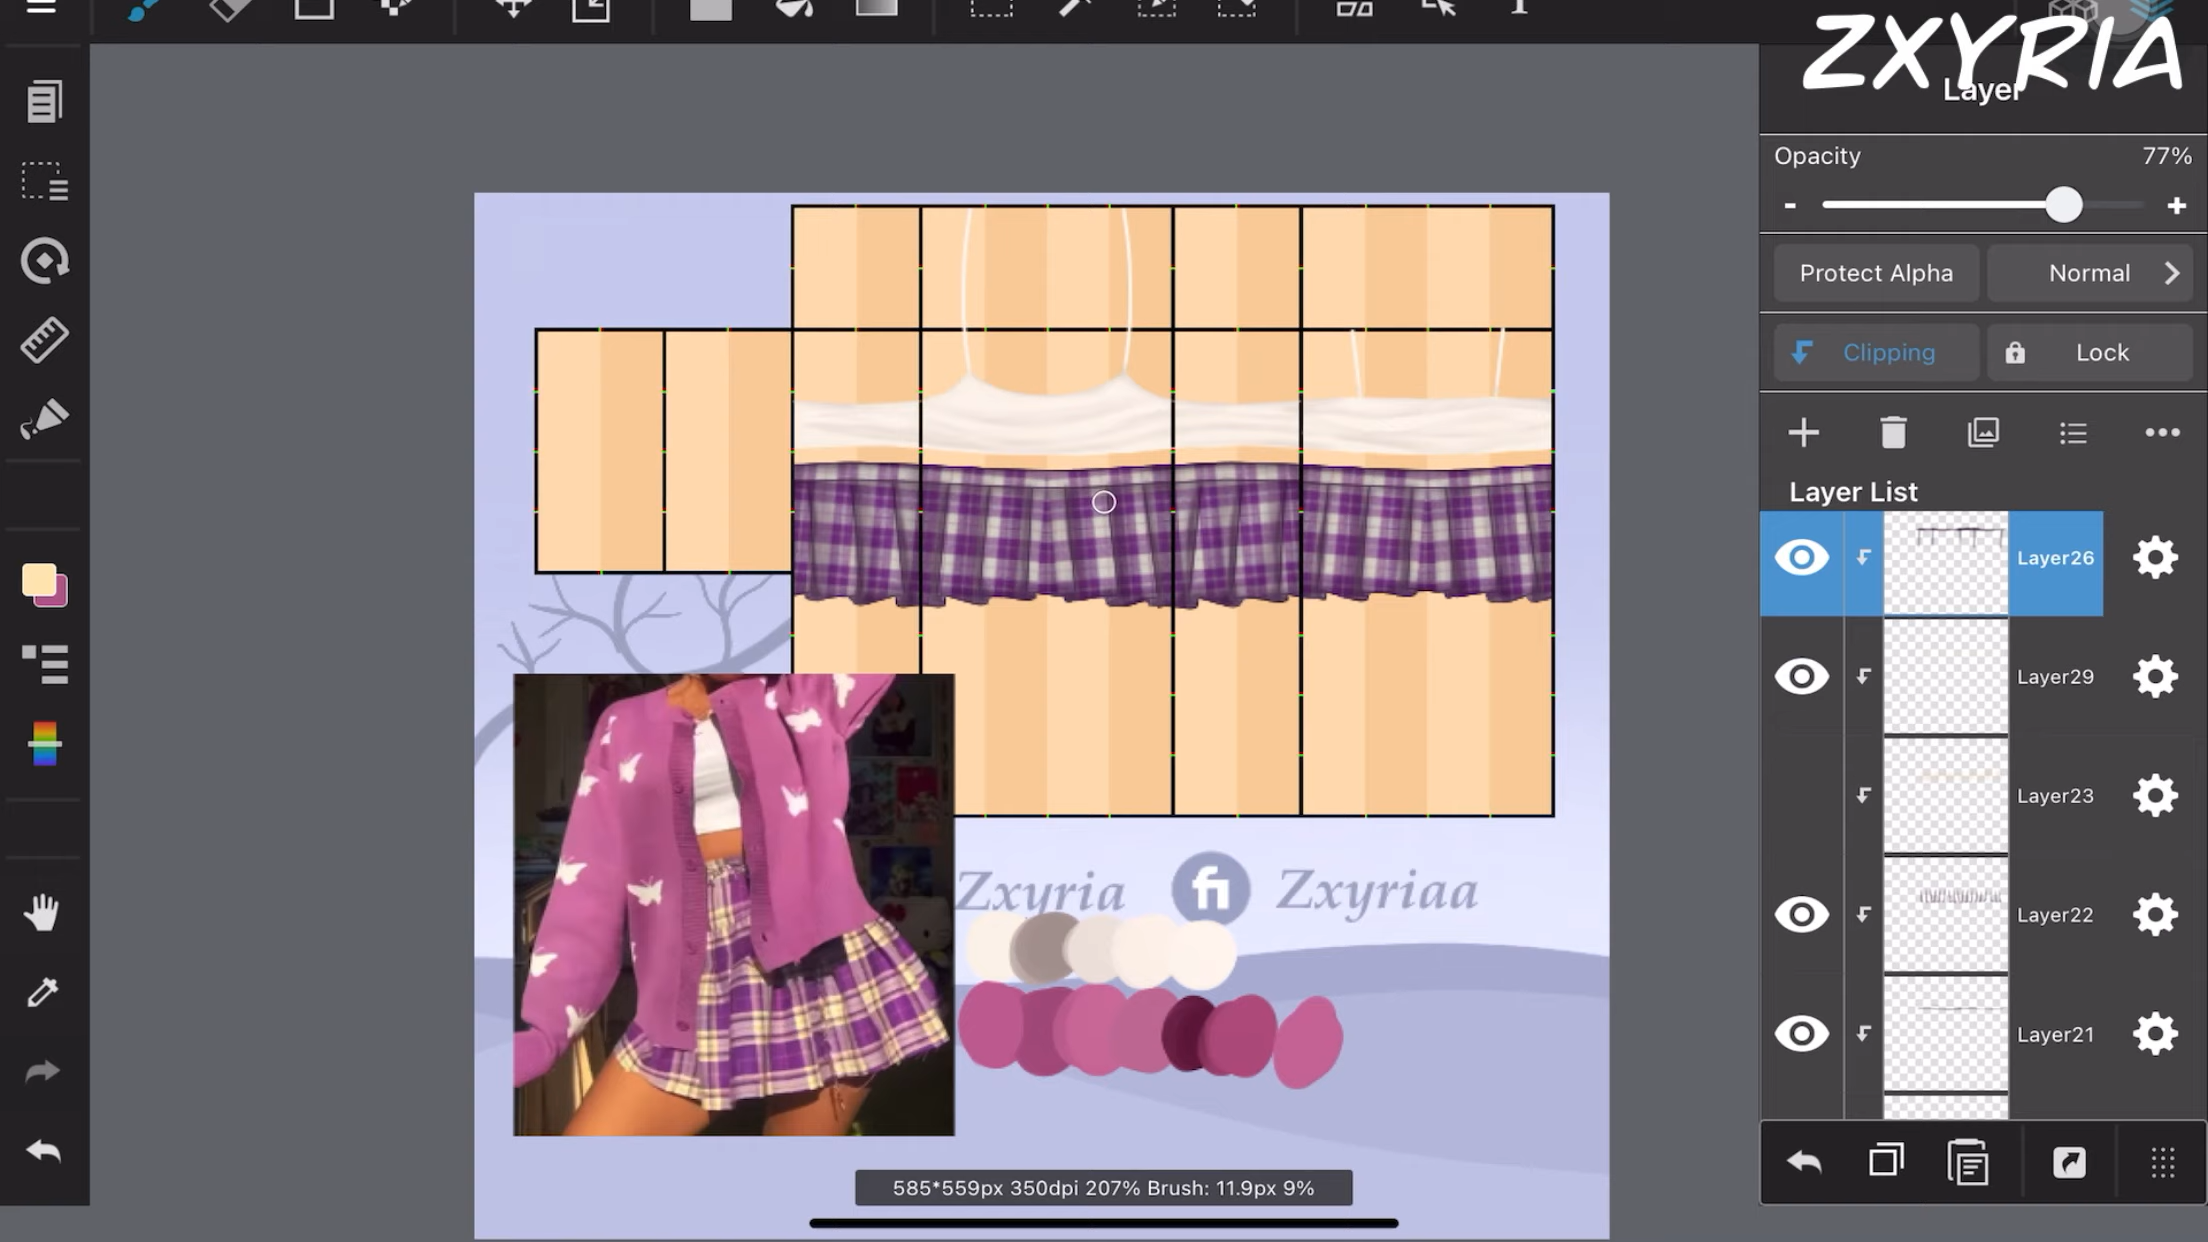 ZXYRIA
Layer
Opacity 77%
- +
Protect Alpha Normal
Clipping Lock
Layer List
Layer26
Layer29
Layer23
Layer22
Layer21
Zxyria fi Zxyriaa
585*559px 350dpi 207% Brush: 11.9px 9%